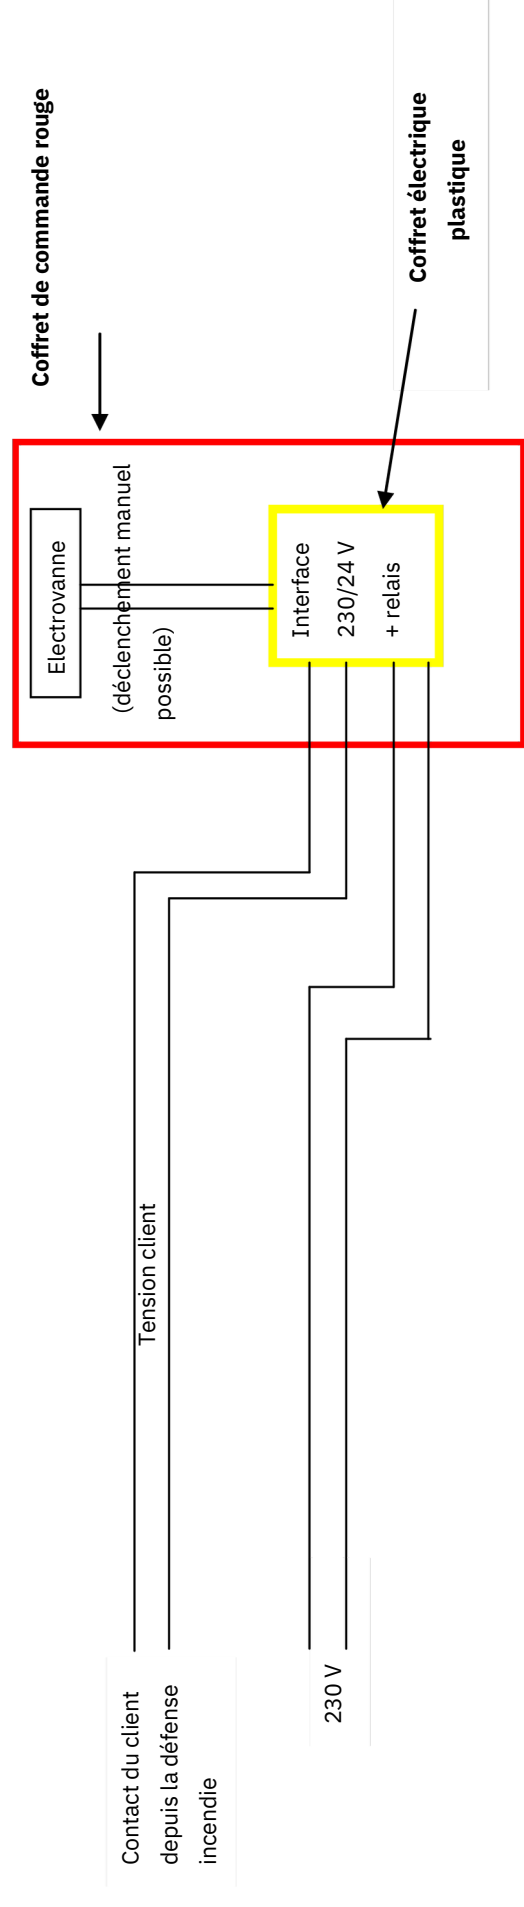 Coffret de commande rouge
Coffret électrique
plastique
Electrovanne
(déclenchement manuel
possible)
Interface
230/24 V
+ relais
Tension client
Contact du client
depuis la défense
incendie
230 V